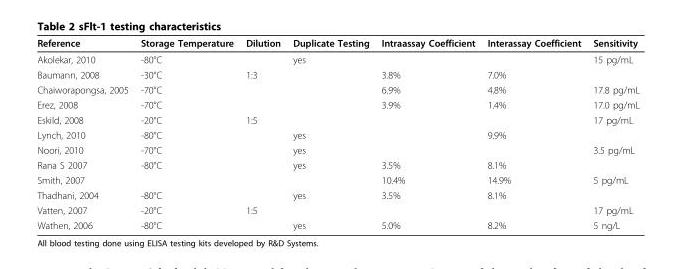 Table 2 sFlt-1 testing characteristics
Reference Storage Temperature Dilution Duplicate Testing Intraassay Coefficient Interassay Coefficient Sensitivity
Akolekar, 2010 -80°C yes 15 pg/mL
Baumann, 2008 -30°C 1:3 3.8% 7.0%
Chaiworapongsa, 2005 -70°C 6.9% 4.8% 17.8 pg/mL
Erez, 2008 -70°C 3.9% 1.4% 17.0 pg/mL
Eskild, 2008 -20°C 1:5 17 pg/mL
Lynch, 2010 -80°C yes 9.9%
Noori, 2010 -70°C yes 3.5 pg/mL
Rana S 2007 -80°C yes 3.5% 8.1%
Smith, 2007 10.4% 14.9% 5 pg/mL
Thadhani, 2004 -80°C yes 3.5% 8.1%
Vatten, 2007 -20°C 1:5 17 pg/mL
Wathen, 2006 -80°C yes 5.0% 8.2% 5 ng/L
All blood testing done using ELISA testing kits developed by R&D Systems.